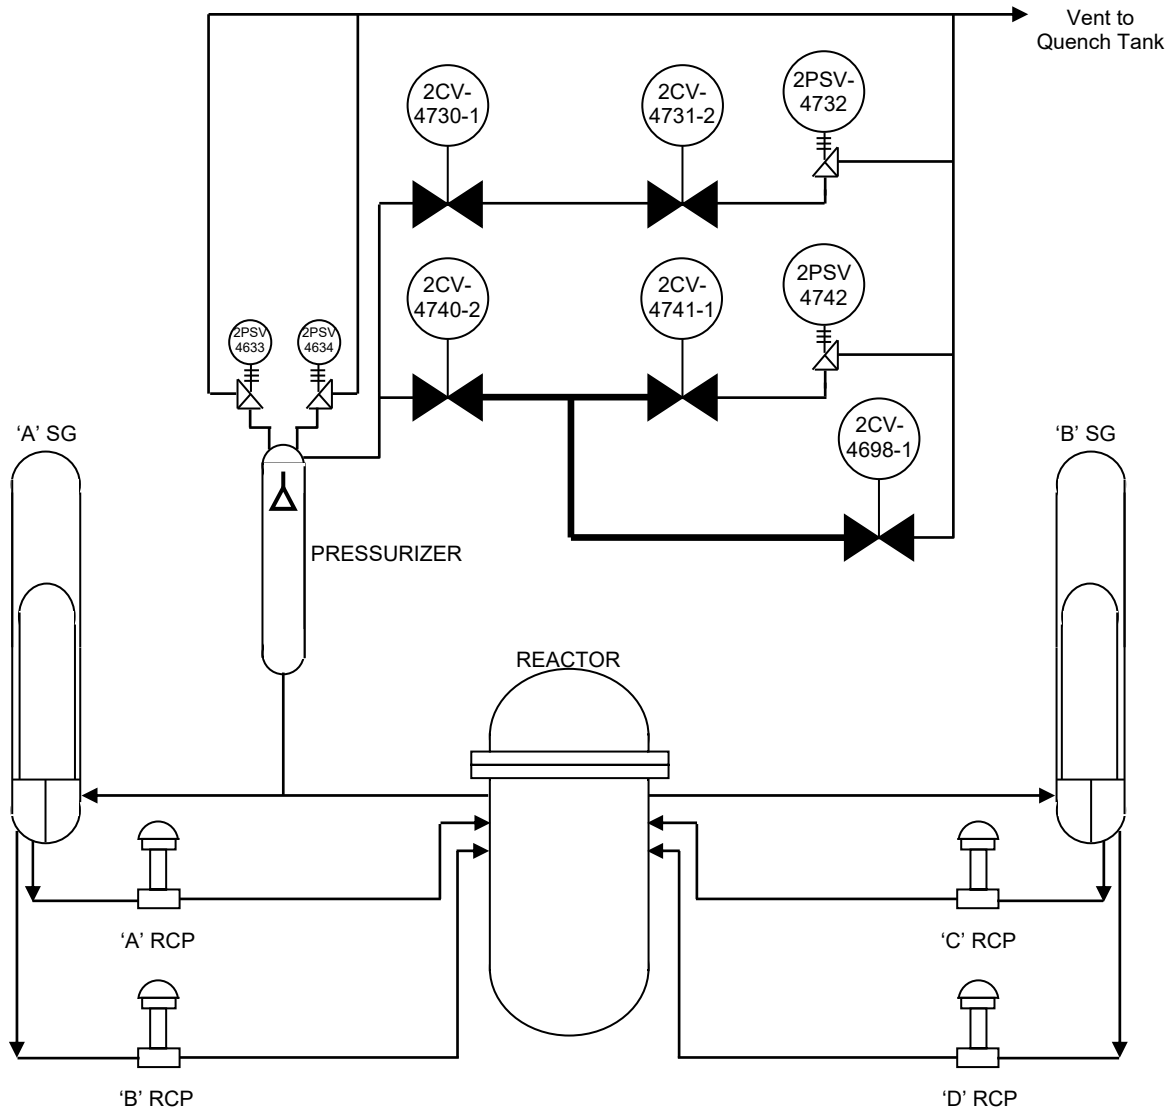 Vent to
Quench Tank
2CV-
4730-1
2CV-
4731-2
2PSV-
4732
2CV-
4740-2
2CV-
4741-1
2PSV
4742
2PSV
4633
2PSV
4634
2CV-
4698-1
‘A’ SG
‘B’ SG
PRESSURIZER
REACTOR
‘A’ RCP
‘C’ RCP
‘B’ RCP
‘D’ RCP